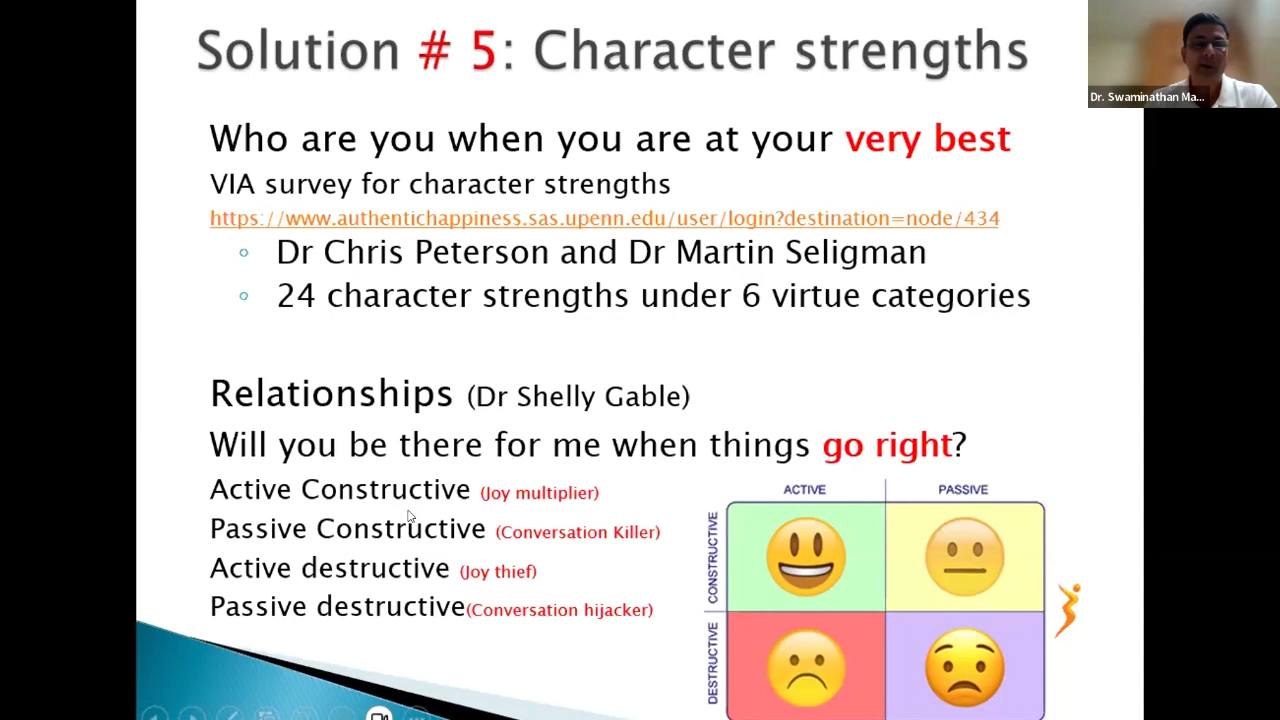 Solution # 5: Character strengths
Dr. Swaminathan Ma...
Who are you when you are at your very best
VIA survey for character strengths
https://www.authentichappiness.sas.upenn.edu/user/login?destination=node/434
Dr Chris Peterson and Dr Martin Seligman
24 character strengths under 6 virtue categories
Relationships (Dr Shelly Gable)
Will you be there for me when things go right?
Active Constructive (Joy multiplier)
Passive Constructive (Conversation Killer)
Active destructive (Joy thief)
Passive destructive(Conversation hijacker)
ACTIVE PASSIVE
CONSTRUCTIVE
DESTRUCTIVE